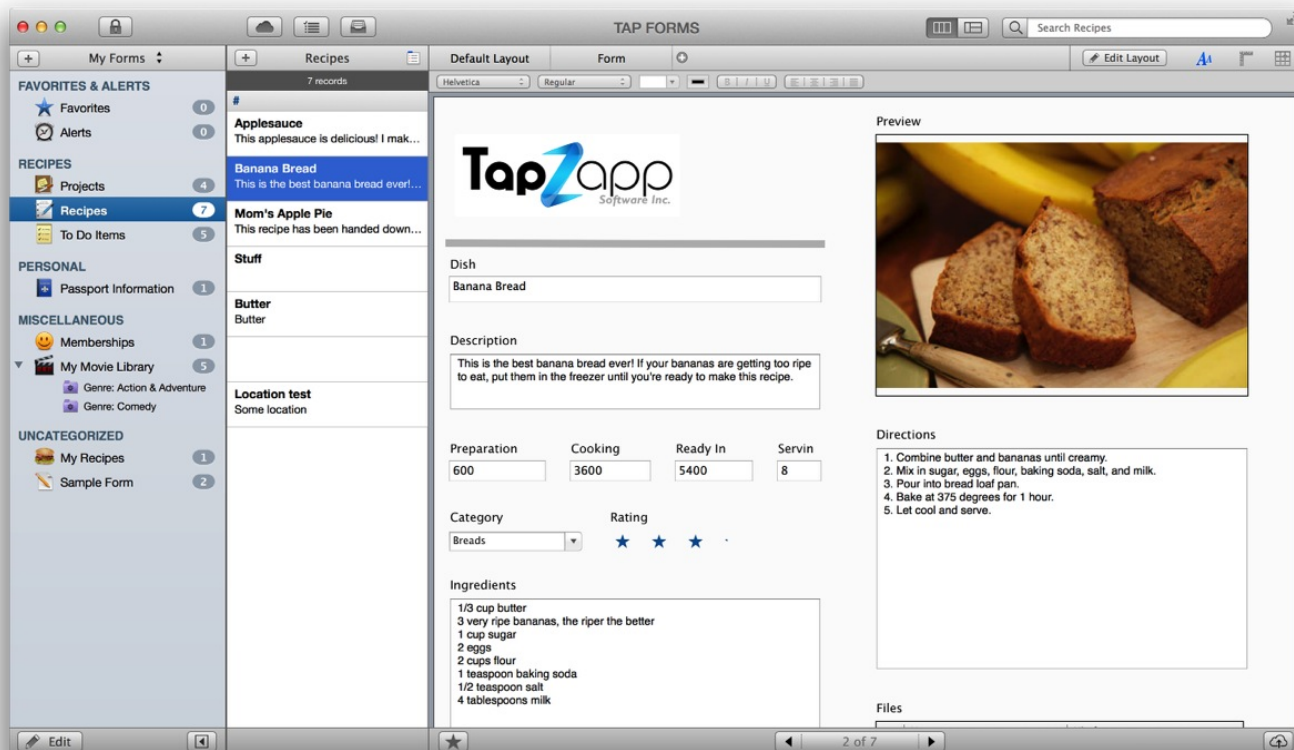 TAP FORMS
Search Recipes
My Forms
Recipes
Default Layout
Form
Edit Layout
7 records
Helvetica
Regular
B I U
#
FAVORITES & ALERTS
Favorites 0
Alerts 0
RECIPES
Projects 4
Recipes 7
To Do Items 5
PERSONAL
Passport Information 1
MISCELLANEOUS
Memberships 1
My Movie Library 5
Genre: Action & Adventure
Genre: Comedy
UNCATEGORIZED
My Recipes 1
Sample Form 2
Edit
Applesauce
This applesauce is delicious! I mak...
Banana Bread
This is the best banana bread ever!...
Mom's Apple Pie
This recipe has been handed down...
Stuff
Butter
Butter
Location test
Some location
TapZapp
Software Inc.
Dish
Banana Bread
Description
This is the best banana bread ever! If your bananas are getting too ripe
to eat, put them in the freezer until you're ready to make this recipe.
Preparation Cooking Ready In Servin
600 3600 5400 8
Category Rating
Breads
Ingredients
1/3 cup butter
3 very ripe bananas, the riper the better
1 cup sugar
2 eggs
2 cups flour
1 teaspoon baking soda
1/2 teaspoon salt
4 tablespoons milk
Preview
Directions
1. Combine butter and bananas until creamy.
2. Mix in sugar, eggs, flour, baking soda, salt, and milk.
3. Pour into bread loaf pan.
4. Bake at 375 degrees for 1 hour.
5. Let cool and serve.
Files
2 of 7